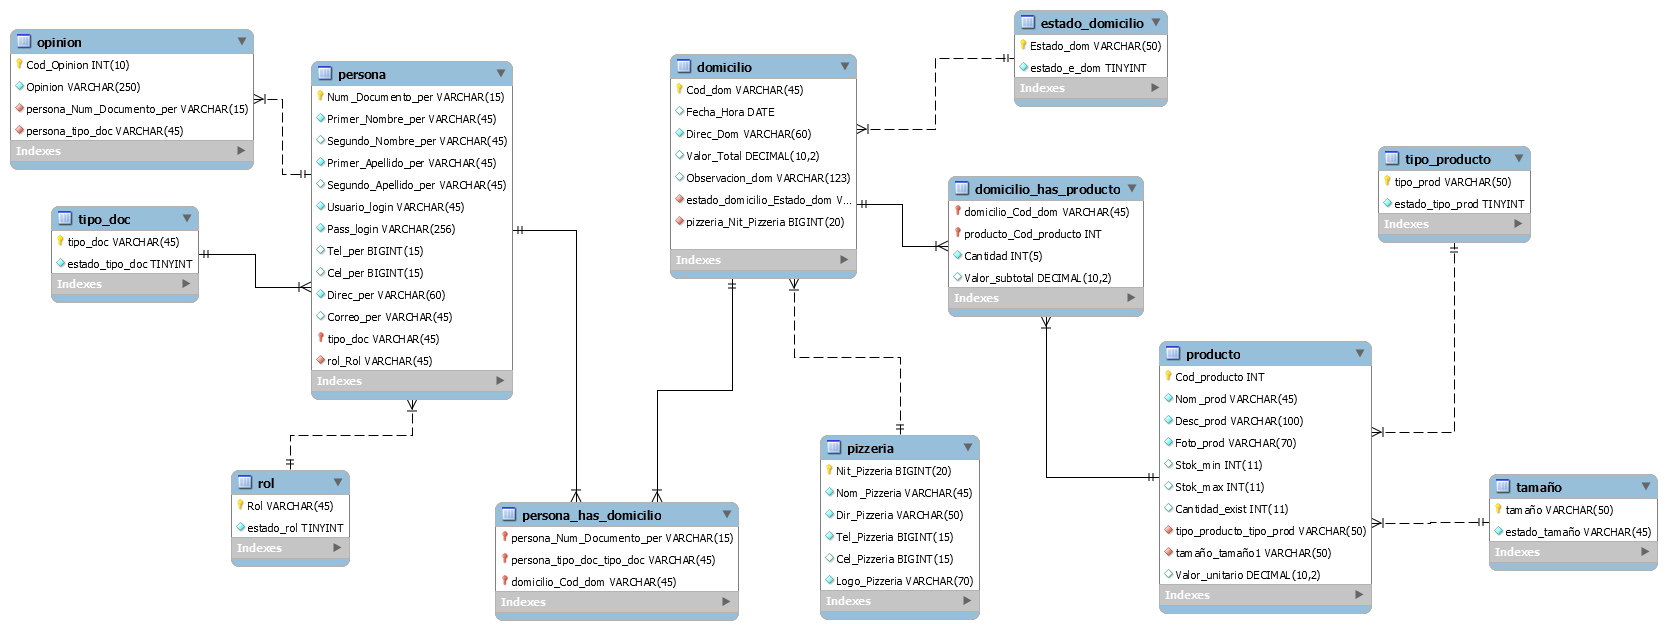 opinion
Cod_Opinion INT(10)
Opinion VARCHAR(250)
persona_Num_Documento_per VARCHAR(15)
persona_tipo_doc VARCHAR(45)
Indexes
tipo_doc
tipo_doc VARCHAR(45)
estado_tipo_doc TINYINT
Indexes
persona
Num_Documento_per VARCHAR(15)
Primer_Nombre_per VARCHAR(45)
Segundo_Nombre_per VARCHAR(45)
Primer_Apellido_per VARCHAR(45)
Segundo_Apellido_per VARCHAR(45)
Usuario_login VARCHAR(45)
Pass_login VARCHAR(256)
Tel_per BIGINT(15)
Cel_per BIGINT(15)
Direc_per VARCHAR(60)
Correo_per VARCHAR(45)
tipo_doc VARCHAR(45)
rol_Rol VARCHAR(45)
Indexes
rol
Rol VARCHAR(45)
estado_rol TINYINT
Indexes
persona_has_domicilio
persona_Num_Documento_per VARCHAR(15)
persona_tipo_doc_tipo_doc VARCHAR(45)
domicilio_Cod_dom VARCHAR(45)
Indexes
domicilio
Cod_dom VARCHAR(45)
Fecha_Hora DATE
Direc_Dom VARCHAR(60)
Valor_Total DECIMAL(10,2)
Observacion_dom VARCHAR(123)
estado_domicilio_Estado_dom V...
pizzeria_Nit_Pizzeria BIGINT(20)
Indexes
pizzeria
Nit_Pizzeria BIGINT(20)
Nom_Pizzeria VARCHAR(45)
Dir_Pizzeria VARCHAR(50)
Tel_Pizzeria BIGINT(15)
Cel_Pizzeria BIGINT(15)
Logo_Pizzeria VARCHAR(70)
Indexes
estado_domicilio
Estado_dom VARCHAR(50)
estado_e_dom TINYINT
Indexes
domicilio_has_producto
domicilio_Cod_dom VARCHAR(45)
producto_Cod_producto INT
Cantidad INT(5)
Valor_subtotal DECIMAL(10,2)
Indexes
tipo_producto
tipo_prod VARCHAR(50)
estado_tipo_prod TINYINT
Indexes
producto
Cod_producto INT
Nom_prod VARCHAR(45)
Desc_prod VARCHAR(100)
Foto_prod VARCHAR(70)
Stok_min INT(11)
Stok_max INT(11)
Cantidad_exist INT(11)
tipo_producto_tipo_prod VARCHAR(50)
tamaño_tamaño1 VARCHAR(50)
Valor_unitario DECIMAL(10,2)
Indexes
tamaño
tamaño VARCHAR(50)
estado_tamaño VARCHAR(45)
Indexes